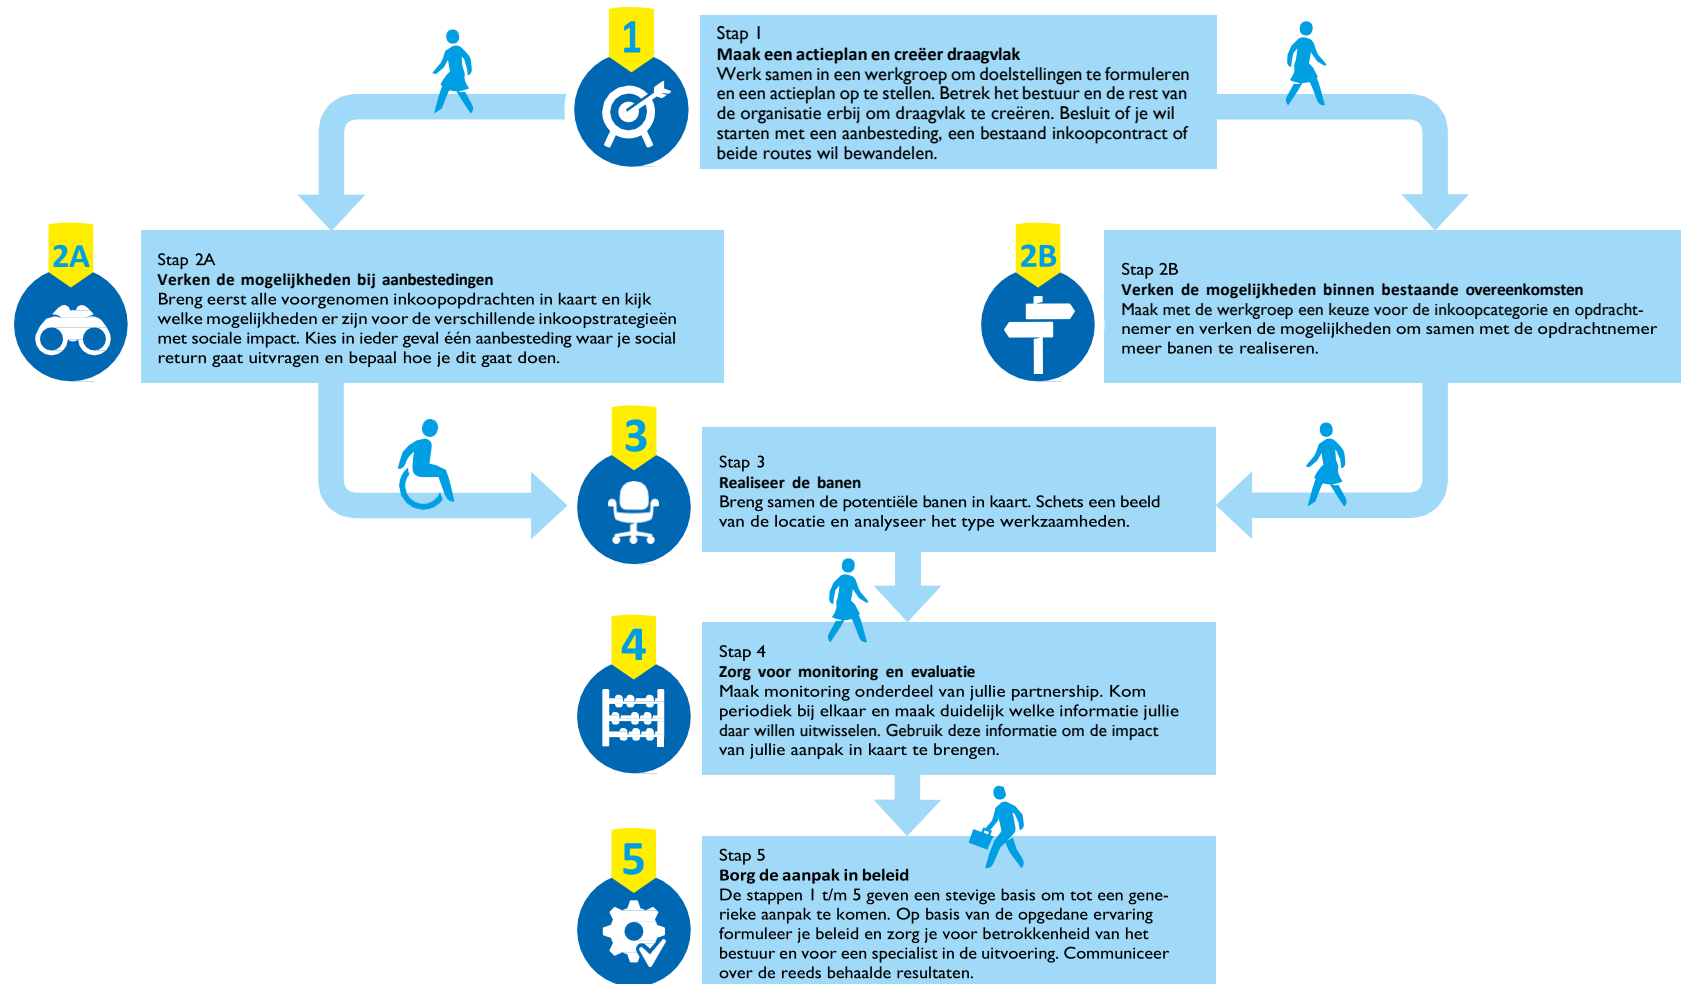 1
Stap 1
Maak een actieplan en creëer draagvlak
Werk samen in een werkgroep om doelstellingen te formuleren
en een actieplan op te stellen. Betrek het bestuur en de rest van
de organisatie erbij om draagvlak te creëren. Besluit of je wil
starten met een aanbesteding, een bestaand inkoopcontract of
beide routes wil bewandelen.
2A
Stap 2A
Verken de mogelijkheden bij aanbestedingen
Breng eerst alle voorgenomen inkoopopdrachten in kaart en kijk
welke mogelijkheden er zijn voor de verschillende inkoopstrategieën
met sociale impact. Kies in ieder geval één aanbesteding waar je social
return gaat uitvragen en bepaal hoe je dit gaat doen.
2B
Stap 2B
Verken de mogelijkheden binnen bestaande overeenkomsten
Maak met de werkgroep een keuze voor de inkoopcategorie en opdracht-
nemer en verken de mogelijkheden om samen met de opdrachtnemer
meer banen te realiseren.
3
Stap 3
Realiseer de banen
Breng samen de potentiële banen in kaart. Schets een beeld
van de locatie en analyseer het type werkzaamheden.
4
Stap 4
Zorg voor monitoring en evaluatie
Maak monitoring onderdeel van jullie partnership. Kom
periodiek bij elkaar en maak duidelijk welke informatie jullie
daar willen uitwisselen. Gebruik deze informatie om de impact
van jullie aanpak in kaart te brengen.
5
Stap 5
Borg de aanpak in beleid
De stappen 1 t/m 5 geven een stevige basis om tot een gene-
rieke aanpak te komen. Op basis van de opgedane ervaring
formuleer je beleid en zorg je voor betrokkenheid van het
bestuur en voor een specialist in de uitvoering. Communiceer
over de reeds behaalde resultaten.